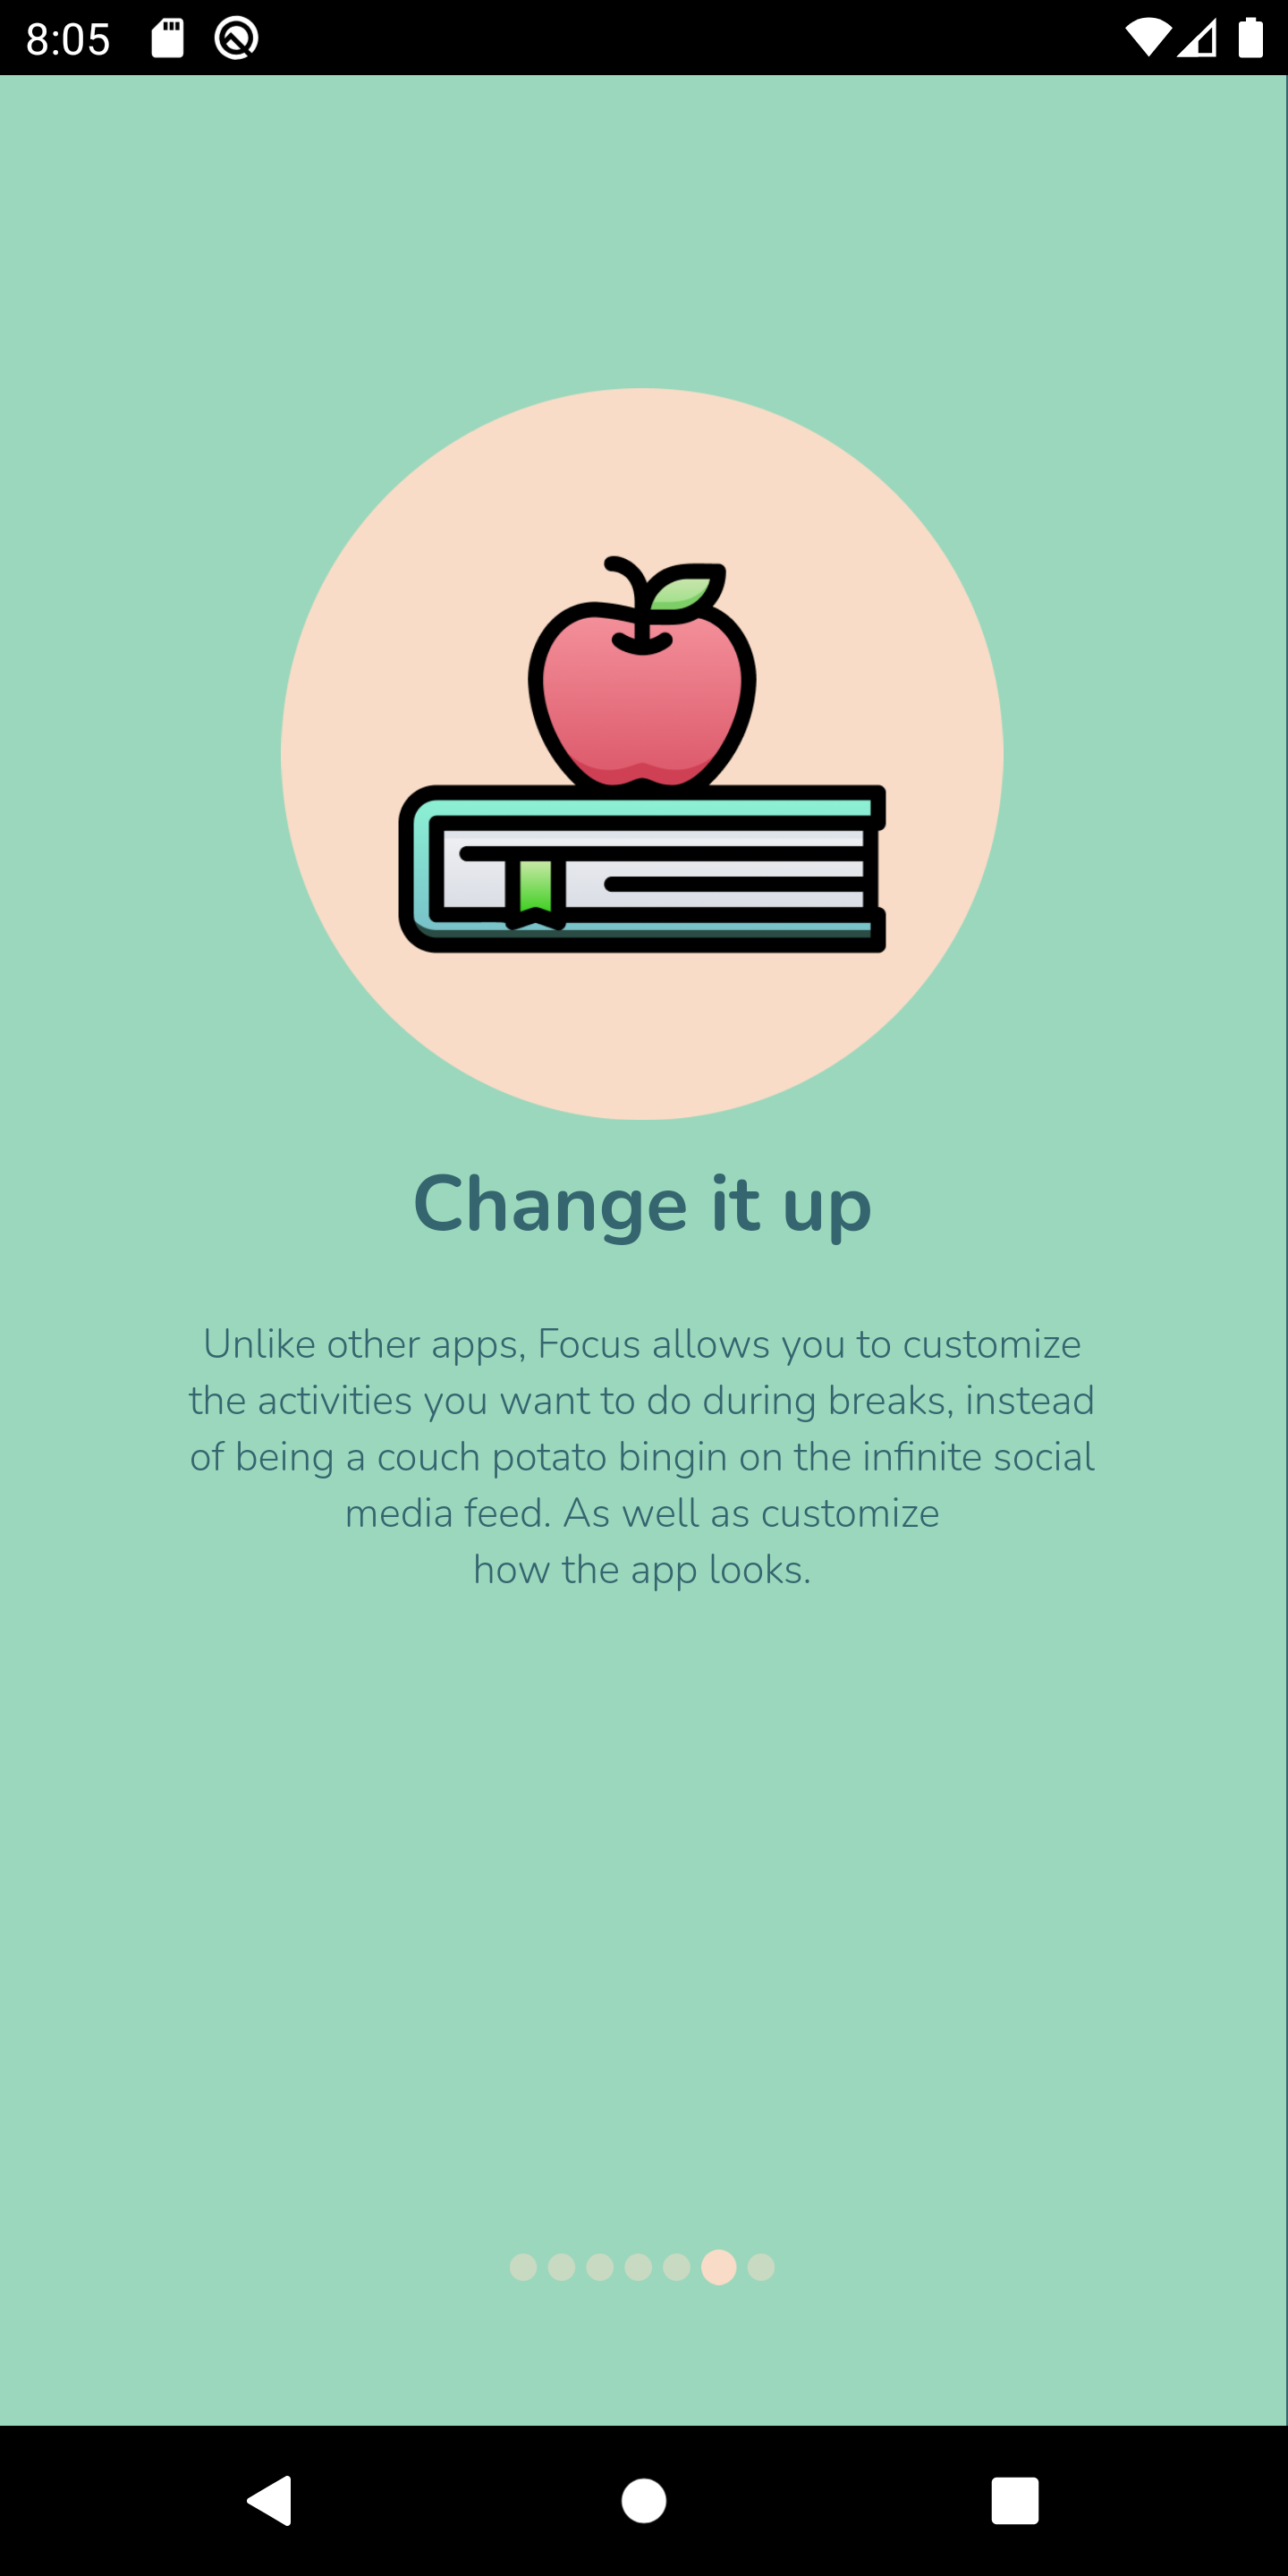 8:05
Change it up
Unlike other apps, Focus allows you to customize
the activities you want to do during breaks, instead
of being a couch potato bingin on the infinite social
media feed. As well as customize
how the app looks.